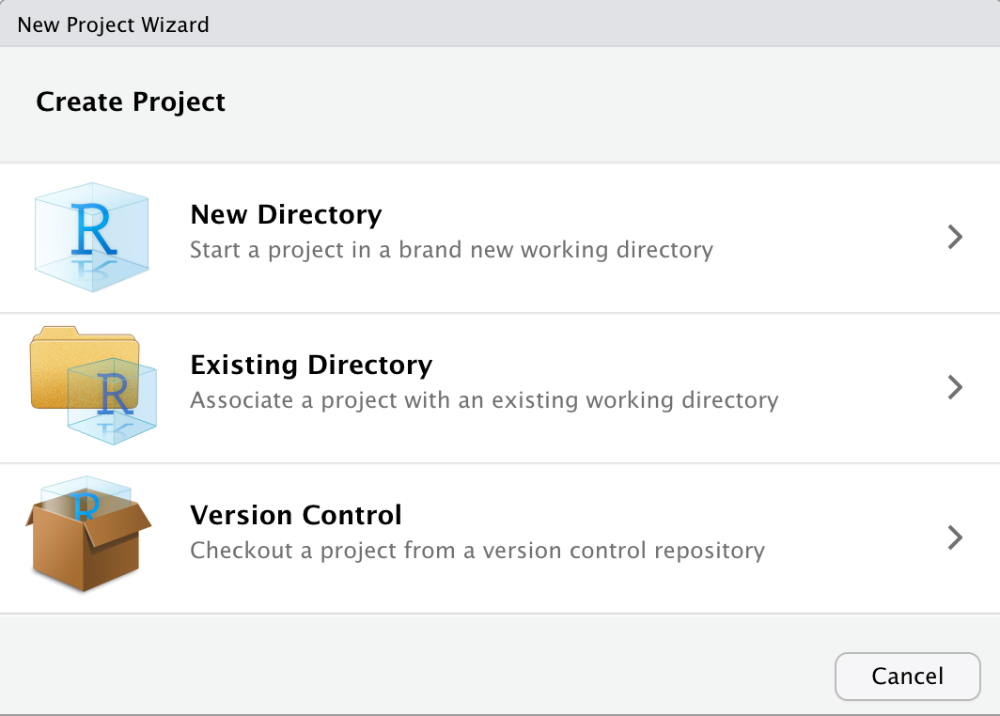 New Project Wizard
Create Project
R
New Directory
Start a project in a brand new working directory
R
Existing Directory
Associate a project with an existing working directory
R
Version Control
Checkout a project from a version control repository
Cancel